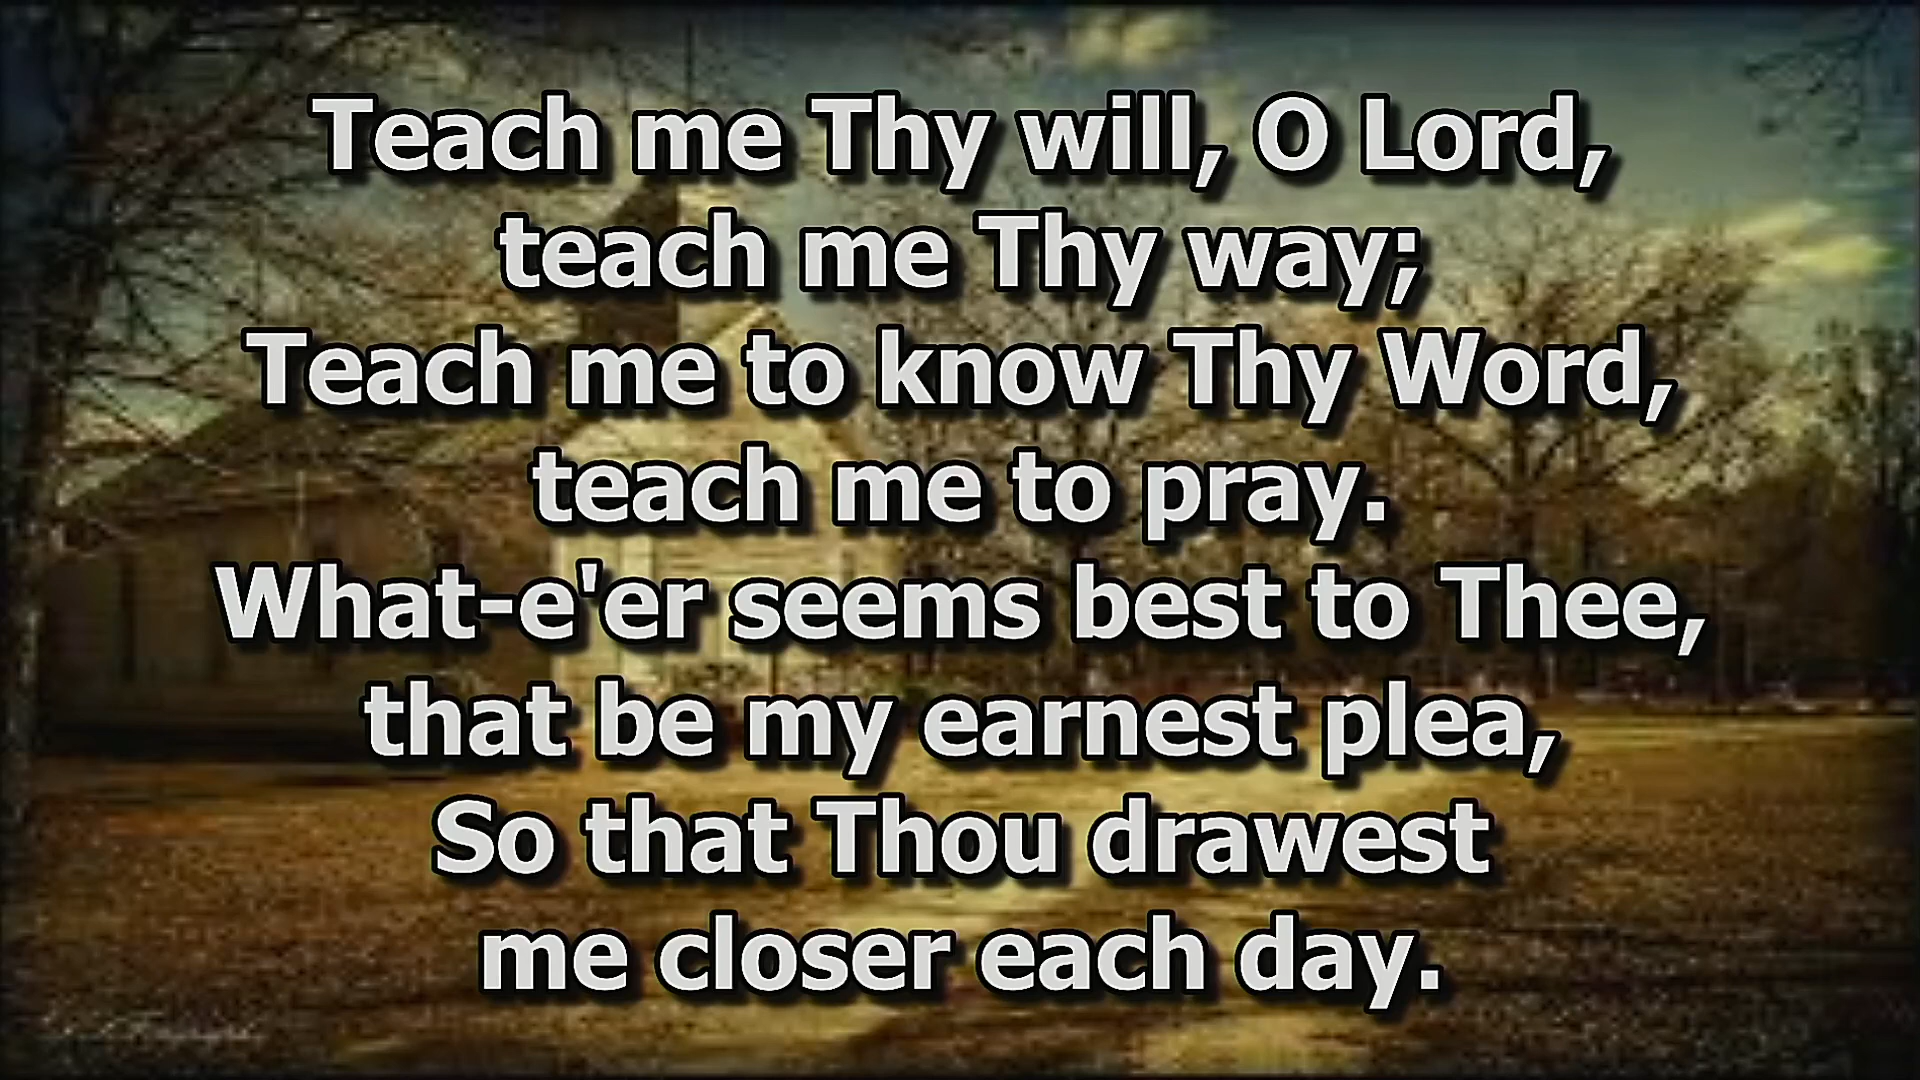 Teach me Thy will, O Lord,
teach me Thy way;
Teach me to know Thy Word,
teach me to pray.
What-e'er seems best to Thee,
that be my earnest plea,
So that Thou drawest
me closer each day.